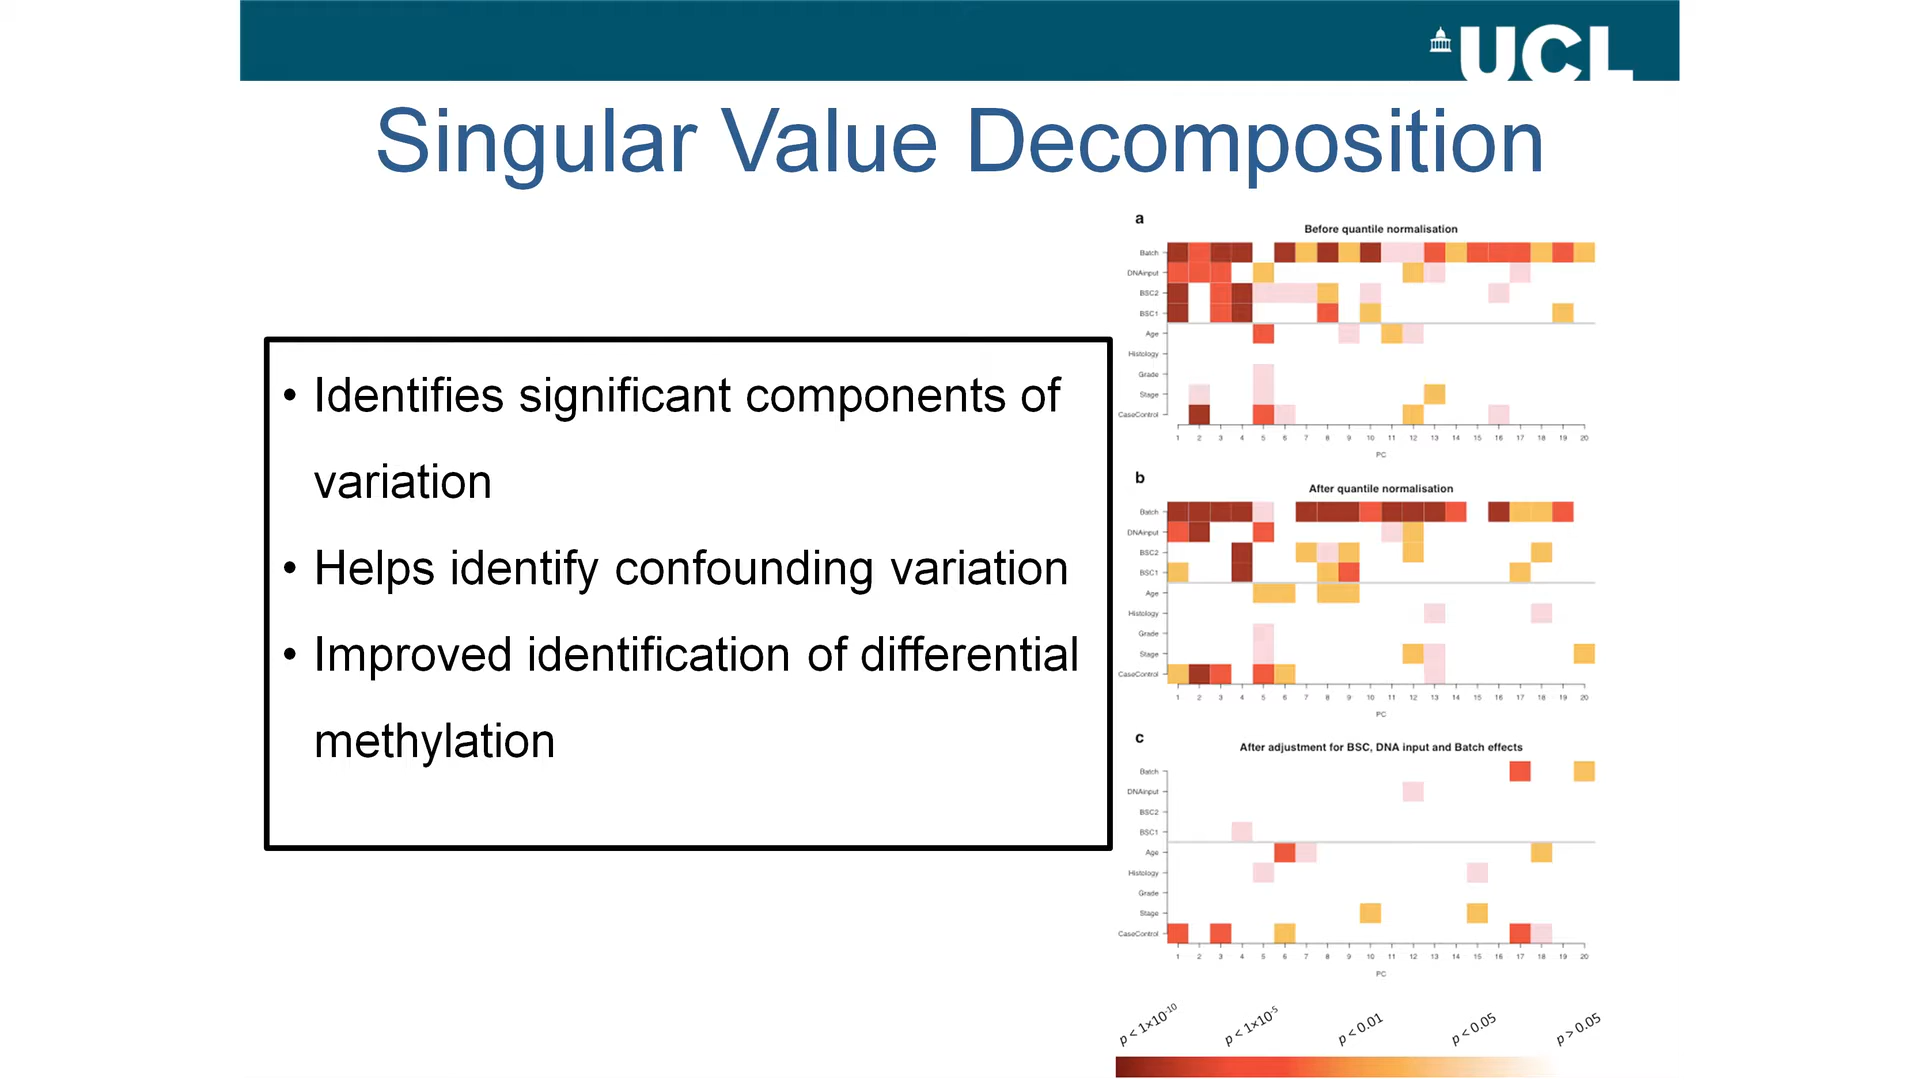 UCL
Singular Value Decomposition
• Identifies significant components of
variation
• Helps identify confounding variation
• Improved identification of differential
methylation
a
Before quantile normalisation
Batch
DNAinput
BSC2
BSC1
Age
Histology
Grade
Stage
CaseControl
1 2 3 4 5 6 7 8 9 10 11 12 13 14 15 16 17 18 19 20
PC
b
After quantile normalisation
Batch
DNAinput
BSC2
BSC1
Age
Histology
Grade
Stage
CaseControl
1 2 3 4 5 6 7 8 9 10 11 12 13 14 15 16 17 18 19 20
PC
c
After adjustment for BSC, DNA input and Batch effects
Batch
DNAinput
BSC2
BSC1
Age
Histology
Grade
Stage
CaseControl
1 2 3 4 5 6 7 8 9 10 11 12 13 14 15 16 17 18 19 20
PC
p < 1×10⁻¹⁰ p < 1×10⁻⁵ p < 0.01 p < 0.05 p > 0.05